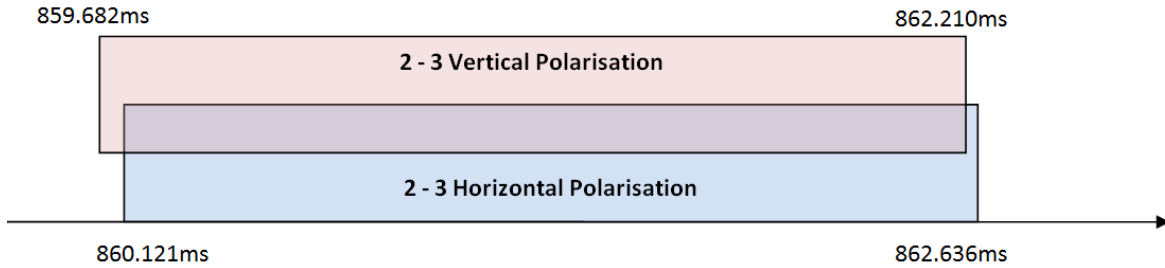 859.682ms
862.210ms
2 - 3 Vertical Polarisation
2 - 3 Horizontal Polarisation
860.121ms
862.636ms